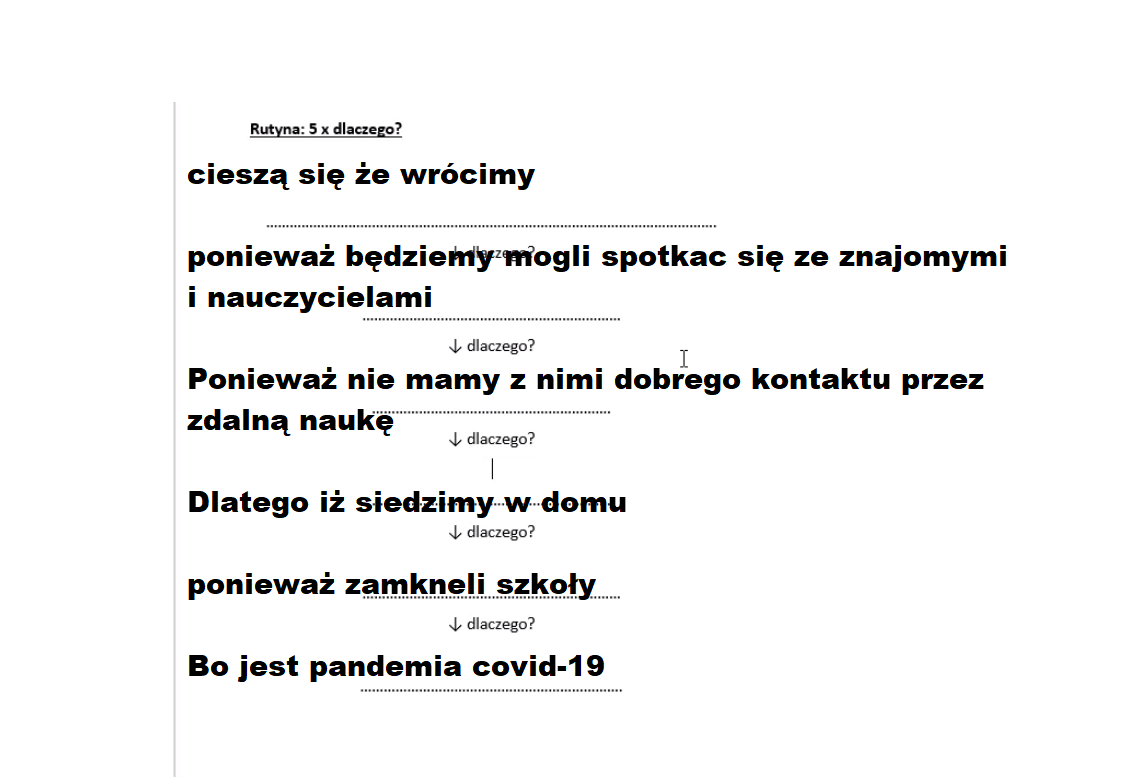 Rutyna: 5 x dlaczego?
cieszą się że wrócimy
↓ dlaczego?
ponieważ będziemy mogli spotkac się ze znajomymi
i nauczycielami
↓ dlaczego?
Ponieważ nie mamy z nimi dobrego kontaktu przez
zdalną naukę
↓ dlaczego?
Dlatego iż siedzimy w domu
↓ dlaczego?
ponieważ zamkneli szkoły
↓ dlaczego?
Bo jest pandemia covid-19